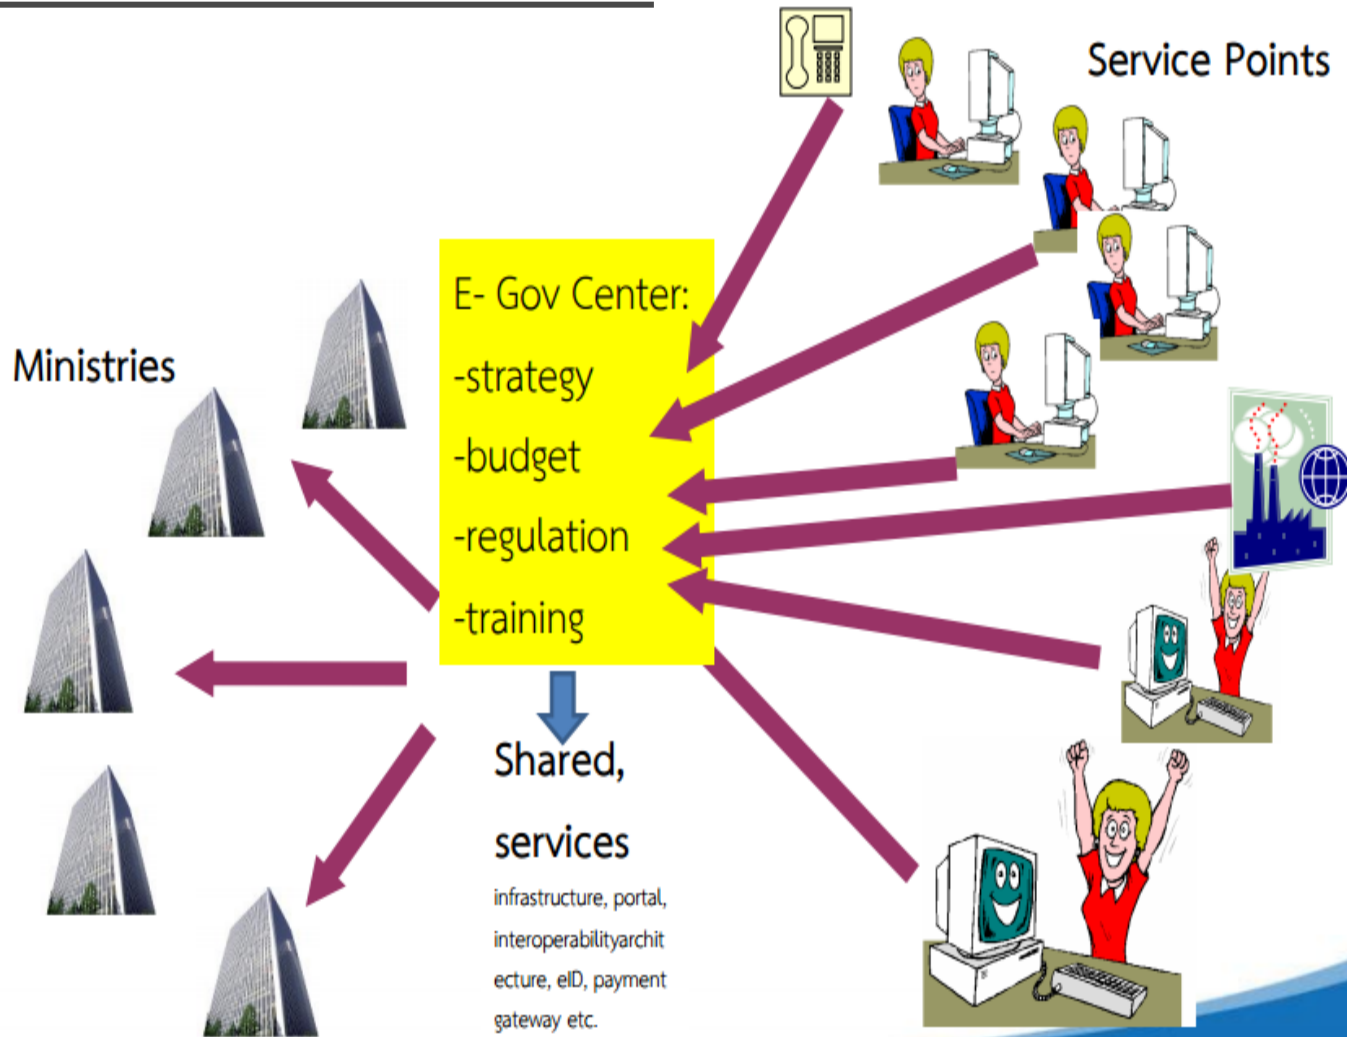 Service Points
E- Gov Center:
-strategy
-budget
-regulation
-training
Ministries
Shared,
services
infrastructure, portal,
interoperabilityarchit
ecture, eID, payment
gateway etc.